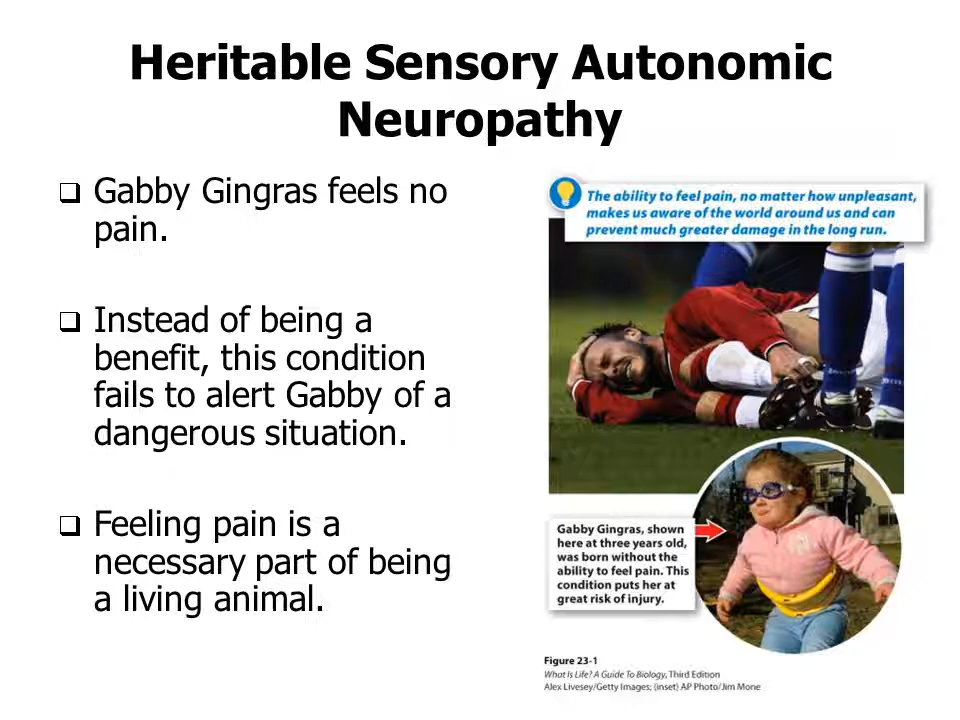 Heritable Sensory Autonomic
Neuropathy
❑ Gabby Gingras feels no
pain.
❑ Instead of being a
benefit, this condition
fails to alert Gabby of a
dangerous situation.
❑ Feeling pain is a
necessary part of being
a living animal.
The ability to feel pain, no matter how unpleasant,
makes us aware of the world around us and can
prevent much greater damage in the long run.
Gabby Gingras, shown
here at three years old,
was born without the
ability to feel pain. This
condition puts her at
great risk of injury.
Figure 23-1
What Is Life? A Guide To Biology, Third Edition
Alex Livesey/Getty Images; (inset) AP Photo/Jim Mone